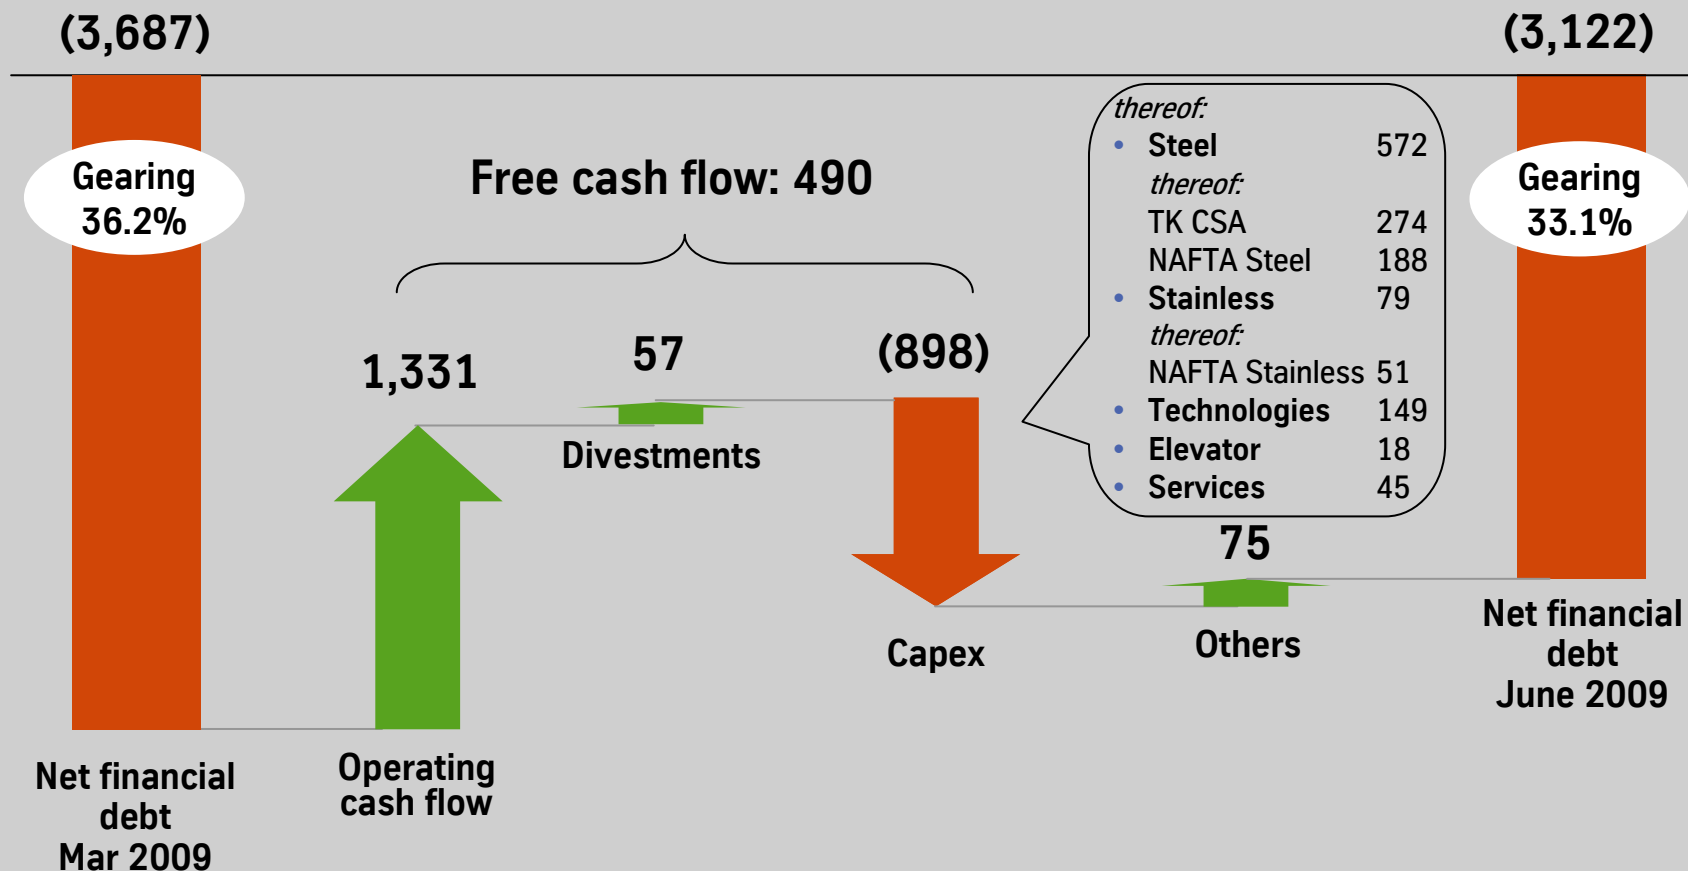 (3,687)
(3,122)
Gearing
36.2%
Free cash flow: 490
thereof:
• Steel 572
thereof:
TK CSA 274
NAFTA Steel 188
• Stainless 79
thereof:
NAFTA Stainless 51
• Technologies 149
• Elevator 18
• Services 45
Gearing
33.1%
1,331
57
(898)
75
Divestments
Capex
Others
Net financial
debt
June 2009
Net financial
debt
Mar 2009
Operating
cash flow